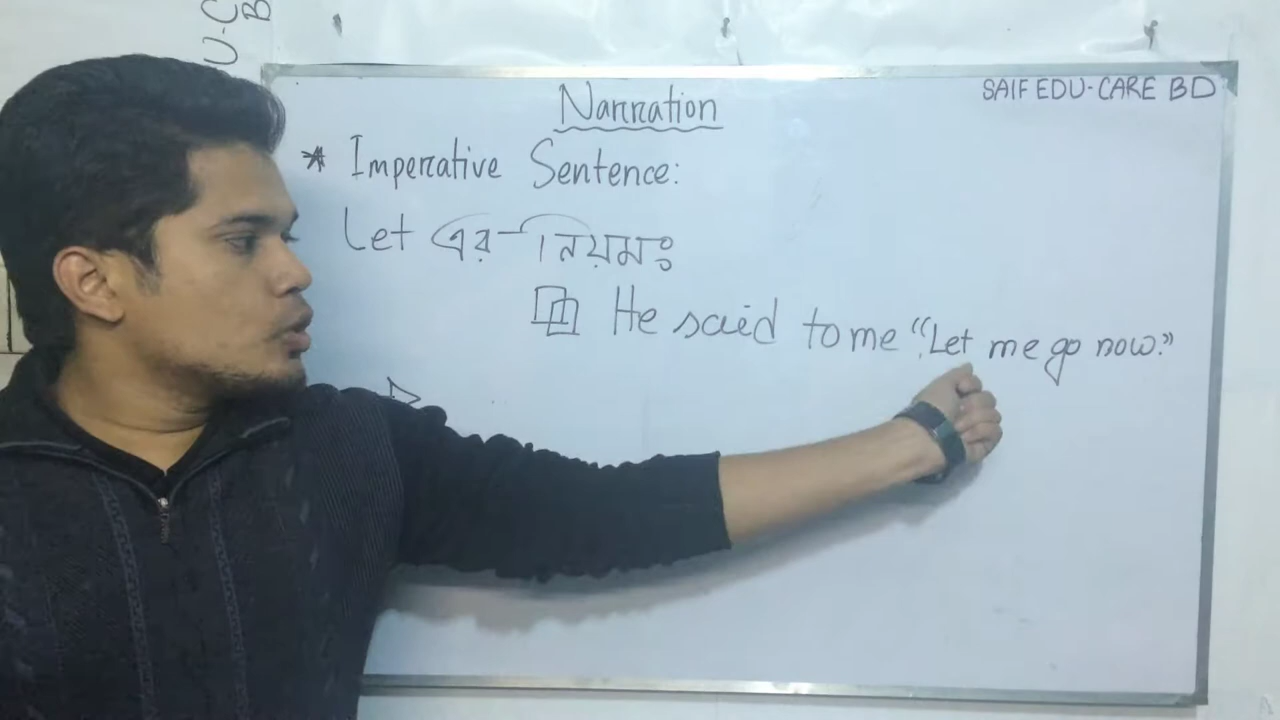 U-C
B
SAIF EDU-CARE BD
Narration
* Imperative Sentence:
Let এর নিয়মঃ
He said to me "Let me go now."